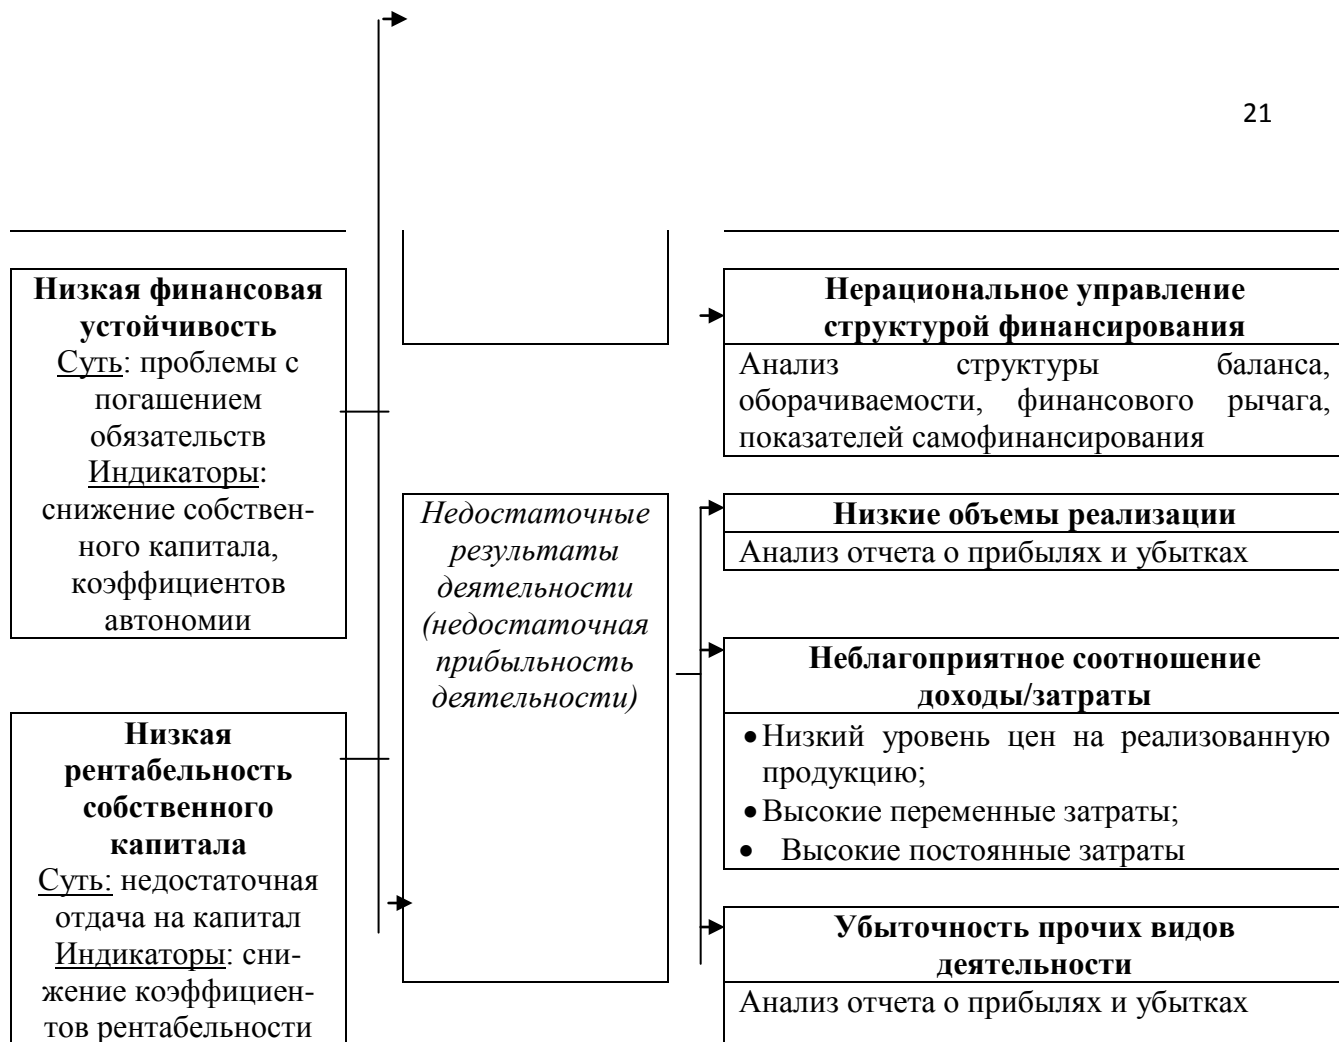 21
Низкая финансовая
устойчивость
Суть: проблемы с
погашением
обязательств
Индикаторы:
снижение собствен-
ного капитала,
коэффициентов
автономии
Низкая
рентабельность
собственного
капитала
Суть: недостаточная
отдача на капитал
Индикаторы: сни-
жение коэффициен-
тов рентабельности
Недостаточные
результаты
деятельности
(недостаточная
прибыльность
деятельности)
Нерациональное управление
структурой финансирования
Анализ структуры баланса,
оборачиваемости, финансового рычага,
показателей самофинансирования
Низкие объемы реализации
Анализ отчета о прибылях и убытках
Неблагоприятное соотношение
доходы/затраты
• Низкий уровень цен на реализованную
продукцию;
• Высокие переменные затраты;
• Высокие постоянные затраты
Убыточность прочих видов
деятельности
Анализ отчета о прибылях и убытках